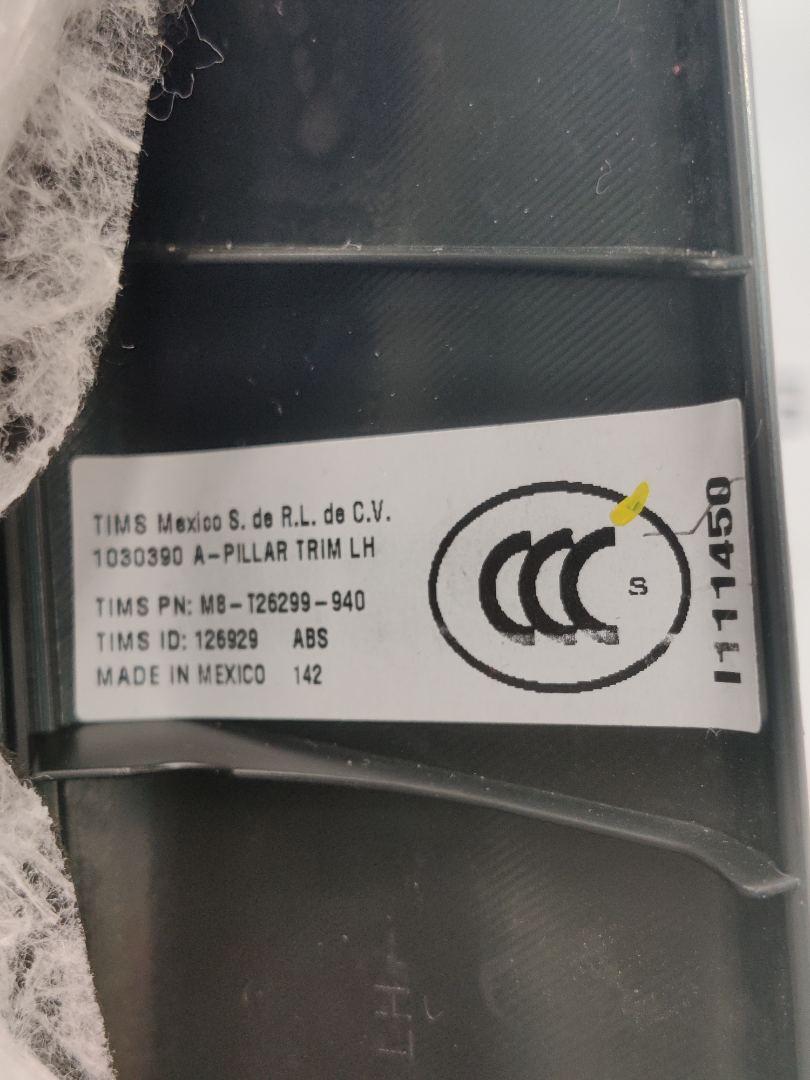 TIMS Mexico S. de R.L. de C.V.
1030390 A-PILLAR TRIM LH
TIMS PN: M8-T26299-940
TIMS ID: 126929 ABS
MADE IN MEXICO 142
CCC S
I111450
LH